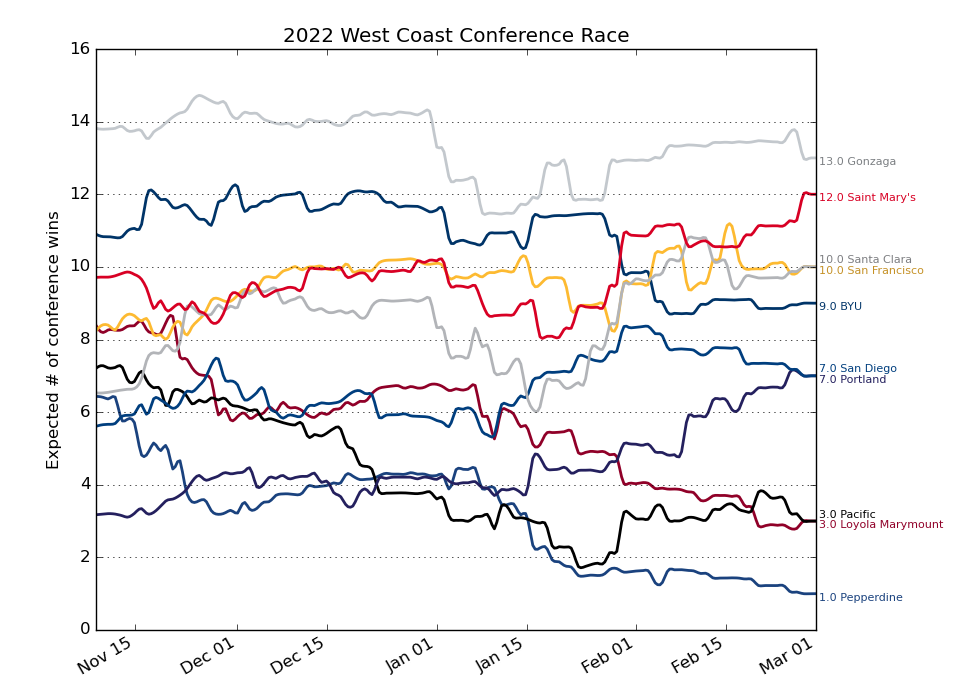 2022 West Coast Conference Race
Expected # of conference wins
16
14
12
10
8
6
4
2
0
Nov 15
Dec 01
Dec 15
Jan 01
Jan 15
Feb 01
Feb 15
Mar 01
13.0 Gonzaga
12.0 Saint Mary's
10.0 Santa Clara
10.0 San Francisco
9.0 BYU
7.0 San Diego
7.0 Portland
3.0 Pacific
3.0 Loyola Marymount
1.0 Pepperdine